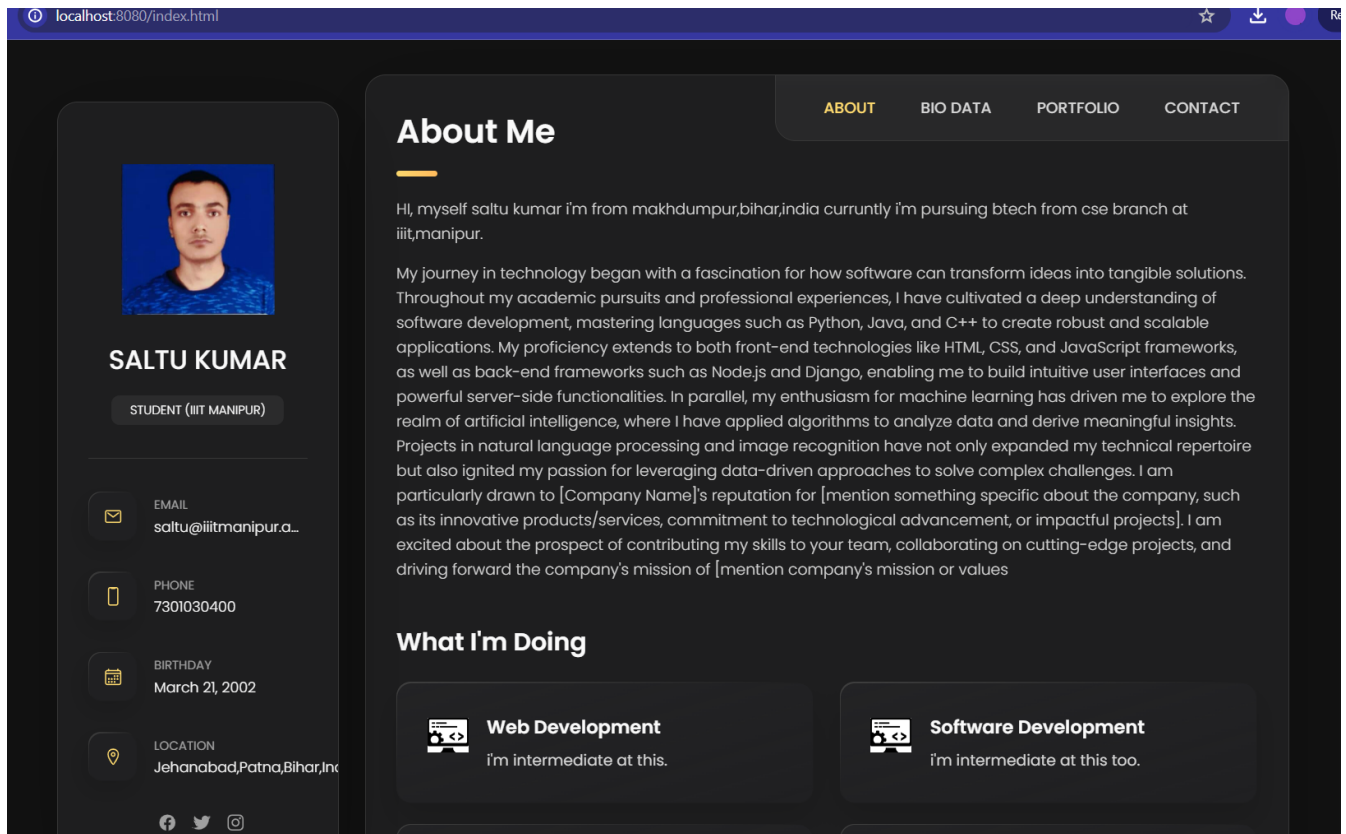 localhost:8080/index.html
ABOUT
BIO DATA
PORTFOLIO
CONTACT
SALTU KUMAR
STUDENT (IIIT MANIPUR)
EMAIL
saltu@iiitmanipur.a...
PHONE
7301030400
BIRTHDAY
March 21, 2002
LOCATION
Jehanabad,Patna,Bihar,Inc
About Me
HI, myself saltu kumar i'm from makhdumpur,bihar,india curruntly i'm pursuing btech from cse branch at
iiit,manipur.
My journey in technology began with a fascination for how software can transform ideas into tangible solutions.
Throughout my academic pursuits and professional experiences, I have cultivated a deep understanding of
software development, mastering languages such as Python, Java, and C++ to create robust and scalable
applications. My proficiency extends to both front-end technologies like HTML, CSS, and JavaScript frameworks,
as well as back-end frameworks such as Node.js and Django, enabling me to build intuitive user interfaces and
powerful server-side functionalities. In parallel, my enthusiasm for machine learning has driven me to explore the
realm of artificial intelligence, where I have applied algorithms to analyze data and derive meaningful insights.
Projects in natural language processing and image recognition have not only expanded my technical repertoire
but also ignited my passion for leveraging data-driven approaches to solve complex challenges. I am
particularly drawn to [Company Name]'s reputation for [mention something specific about the company, such
as its innovative products/services, commitment to technological advancement, or impactful projects]. I am
excited about the prospect of contributing my skills to your team, collaborating on cutting-edge projects, and
driving forward the company's mission of [mention company's mission or values
What I'm Doing
Web Development
i'm intermediate at this.
Software Development
i'm intermediate at this too.